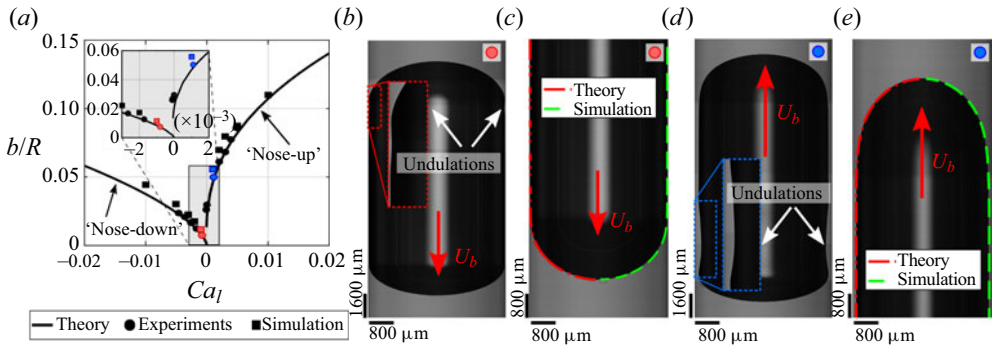 (a)
0.15
0.10
b/R
0.05
0
−0.02
−0.01
0
0.01
0.02
Ca_l
0.06
0.04
0.02
0
−2
0
2
(×10⁻³)
'Nose-up'
'Nose-down'
Theory Experiments Simulation
(b)
Undulations
U_b
1600 μm
800 μm
(c)
Theory
Simulation
U_b
800 μm
800 μm
(d)
U_b
Undulations
1600 μm
800 μm
(e)
U_b
Theory
Simulation
800 μm
800 μm